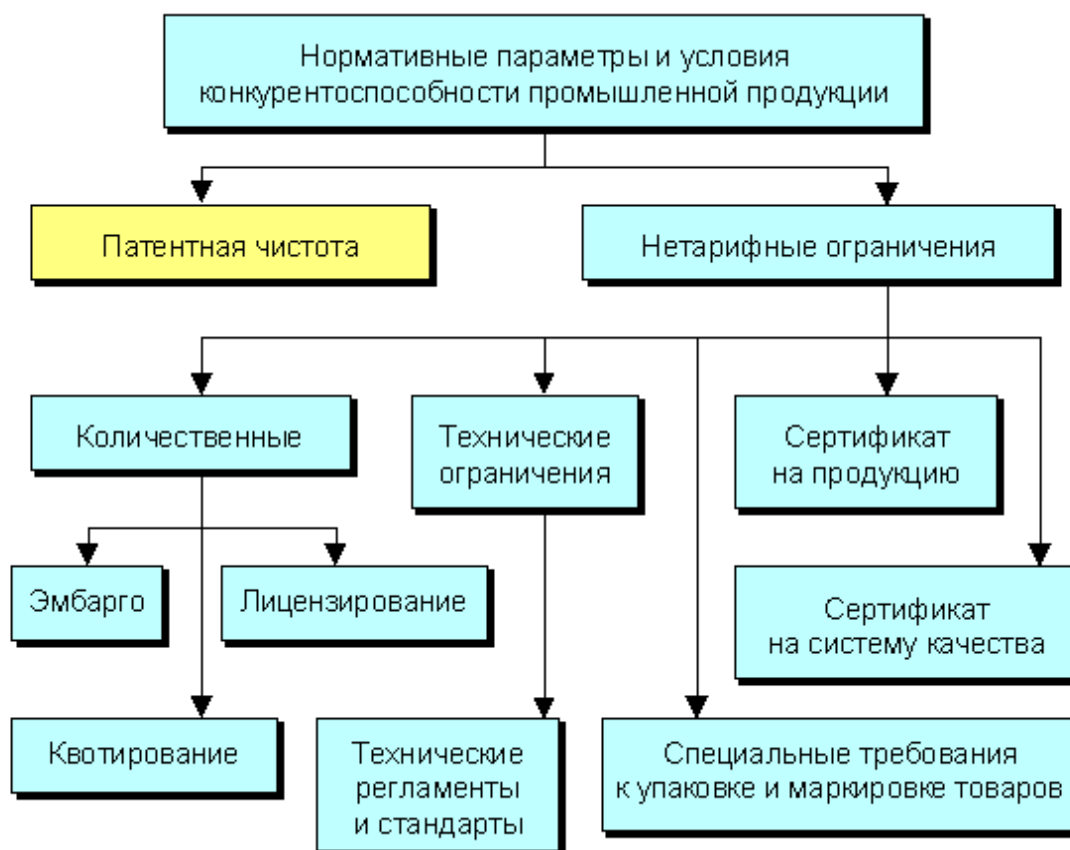 Нормативные параметры и условия
конкурентоспособности промышленной продукции
Патентная чистота
Нетарифные ограничения
Количественные
Технические
ограничения
Сертификат
на продукцию
Эмбарго
Лицензирование
Сертификат
на систему качества
Квотирование
Технические
регламенты
и стандарты
Специальные требования
к упаковке и маркировке товаров